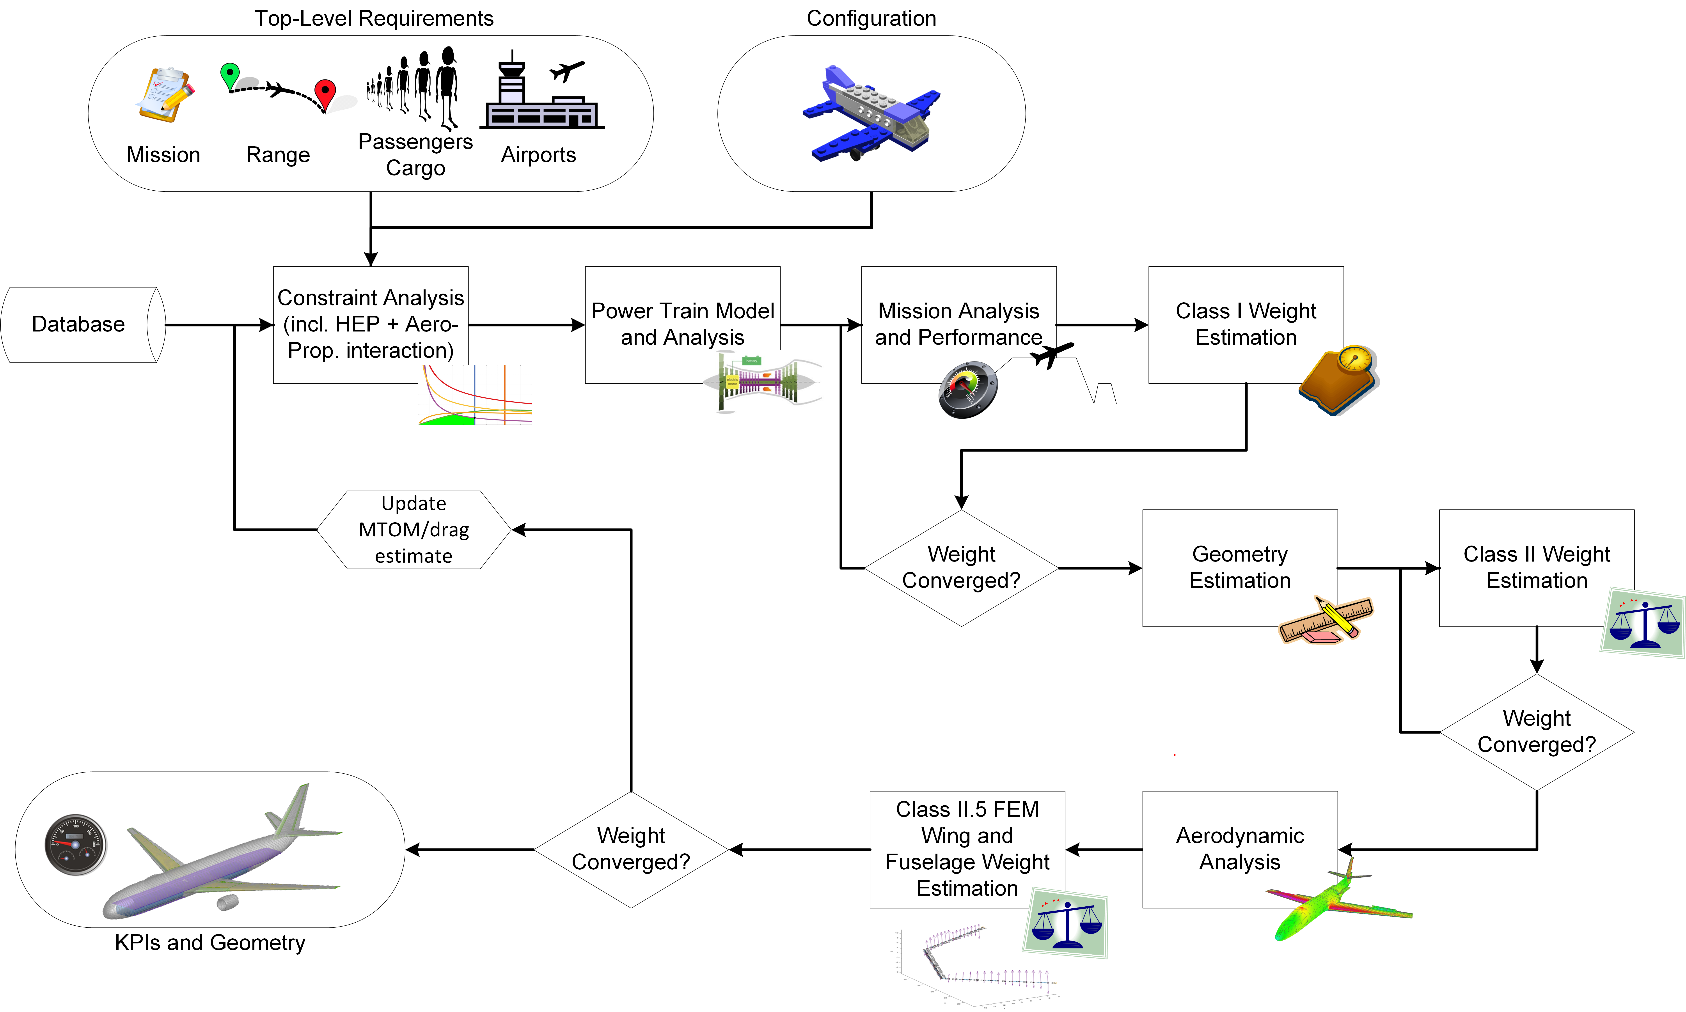 Top-Level Requirements
Configuration
Mission
Range
Passengers
Cargo
Airports
Database
Constraint Analysis
(incl. HEP + Aero-
Prop. interaction)
Power Train Model
and Analysis
Mission Analysis
and Performance
Class I Weight
Estimation
Update
MTOM/drag
estimate
Weight
Converged?
Geometry
Estimation
Class II Weight
Estimation
Weight
Converged?
Aerodynamic
Analysis
Class II.5 FEM
Wing and
Fuselage Weight
Estimation
Weight
Converged?
KPIs and Geometry